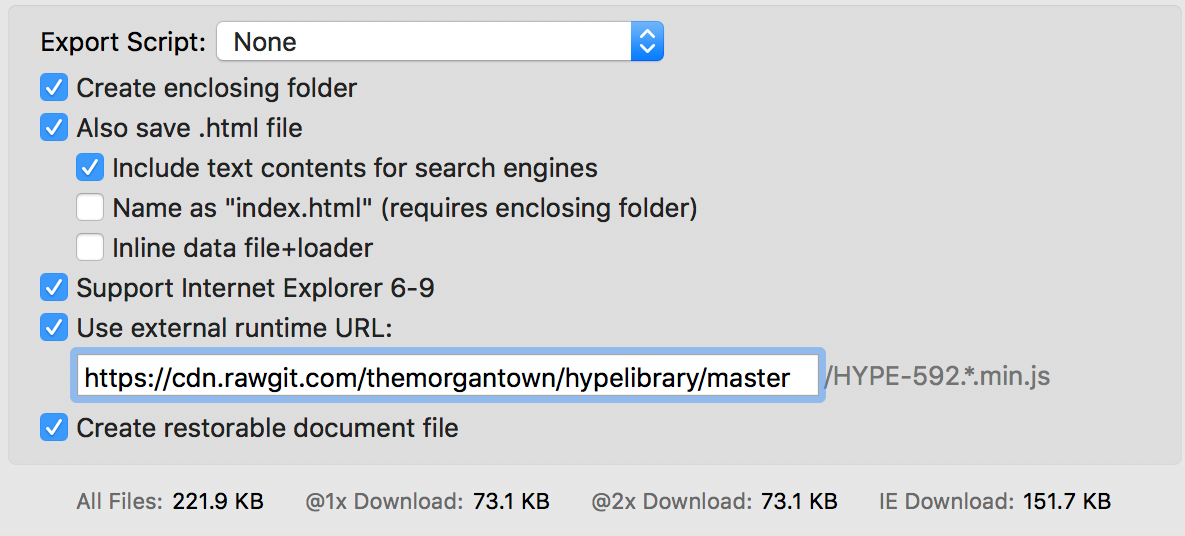 Export Script: None
Create enclosing folder
Also save .html file
Include text contents for search engines
Name as "index.html" (requires enclosing folder)
Inline data file+loader
Support Internet Explorer 6-9
Use external runtime URL:
https://cdn.rawgit.com/themorgantown/hypelibrary/master /HYPE-592.*.min.js
Create restorable document file
All Files: 221.9 KB @1x Download: 73.1 KB @2x Download: 73.1 KB IE Download: 151.7 KB